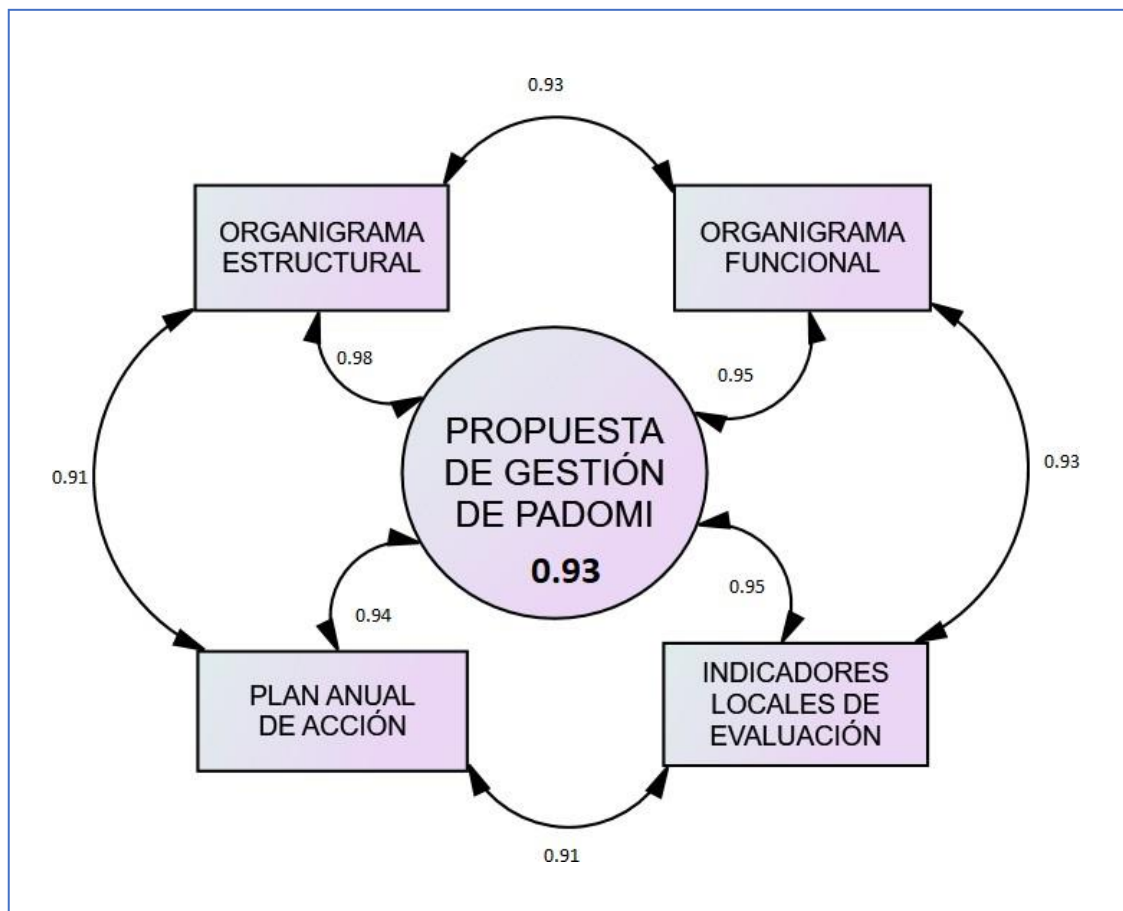 0.93
ORGANIGRAMA
ESTRUCTURAL
ORGANIGRAMA
FUNCIONAL
0.98
0.95
0.91
0.93
PROPUESTA
DE GESTIÓN
DE PADOMI
0.93
0.94
0.95
PLAN ANUAL
DE ACCIÓN
INDICADORES
LOCALES DE
EVALUACIÓN
0.91